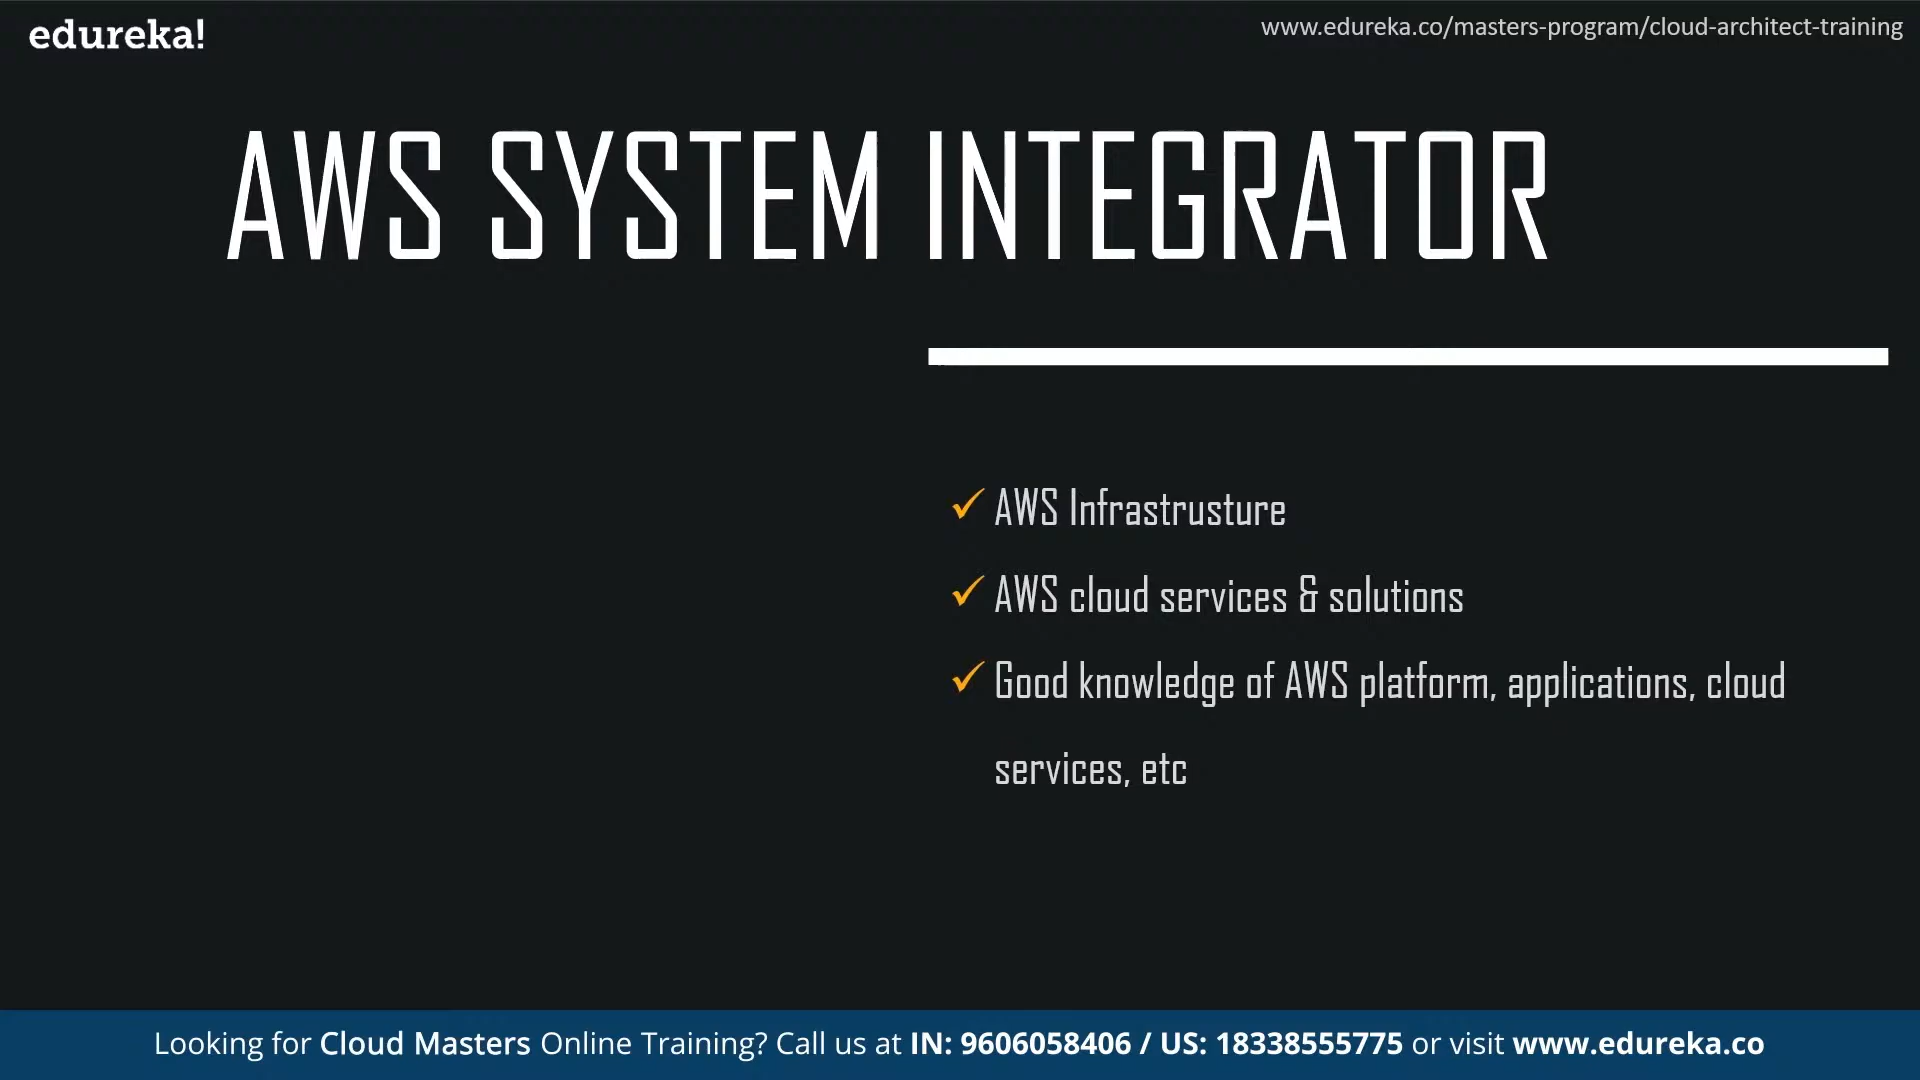 edureka!
www.edureka.co/masters-program/cloud-architect-training
AWS SYSTEM INTEGRATOR
✓ AWS Infrastrusture
✓ AWS cloud services & solutions
✓ Good knowledge of AWS platform, applications, cloud
services, etc
Looking for Cloud Masters Online Training? Call us at IN: 9606058406 / US: 18338555775 or visit www.edureka.co